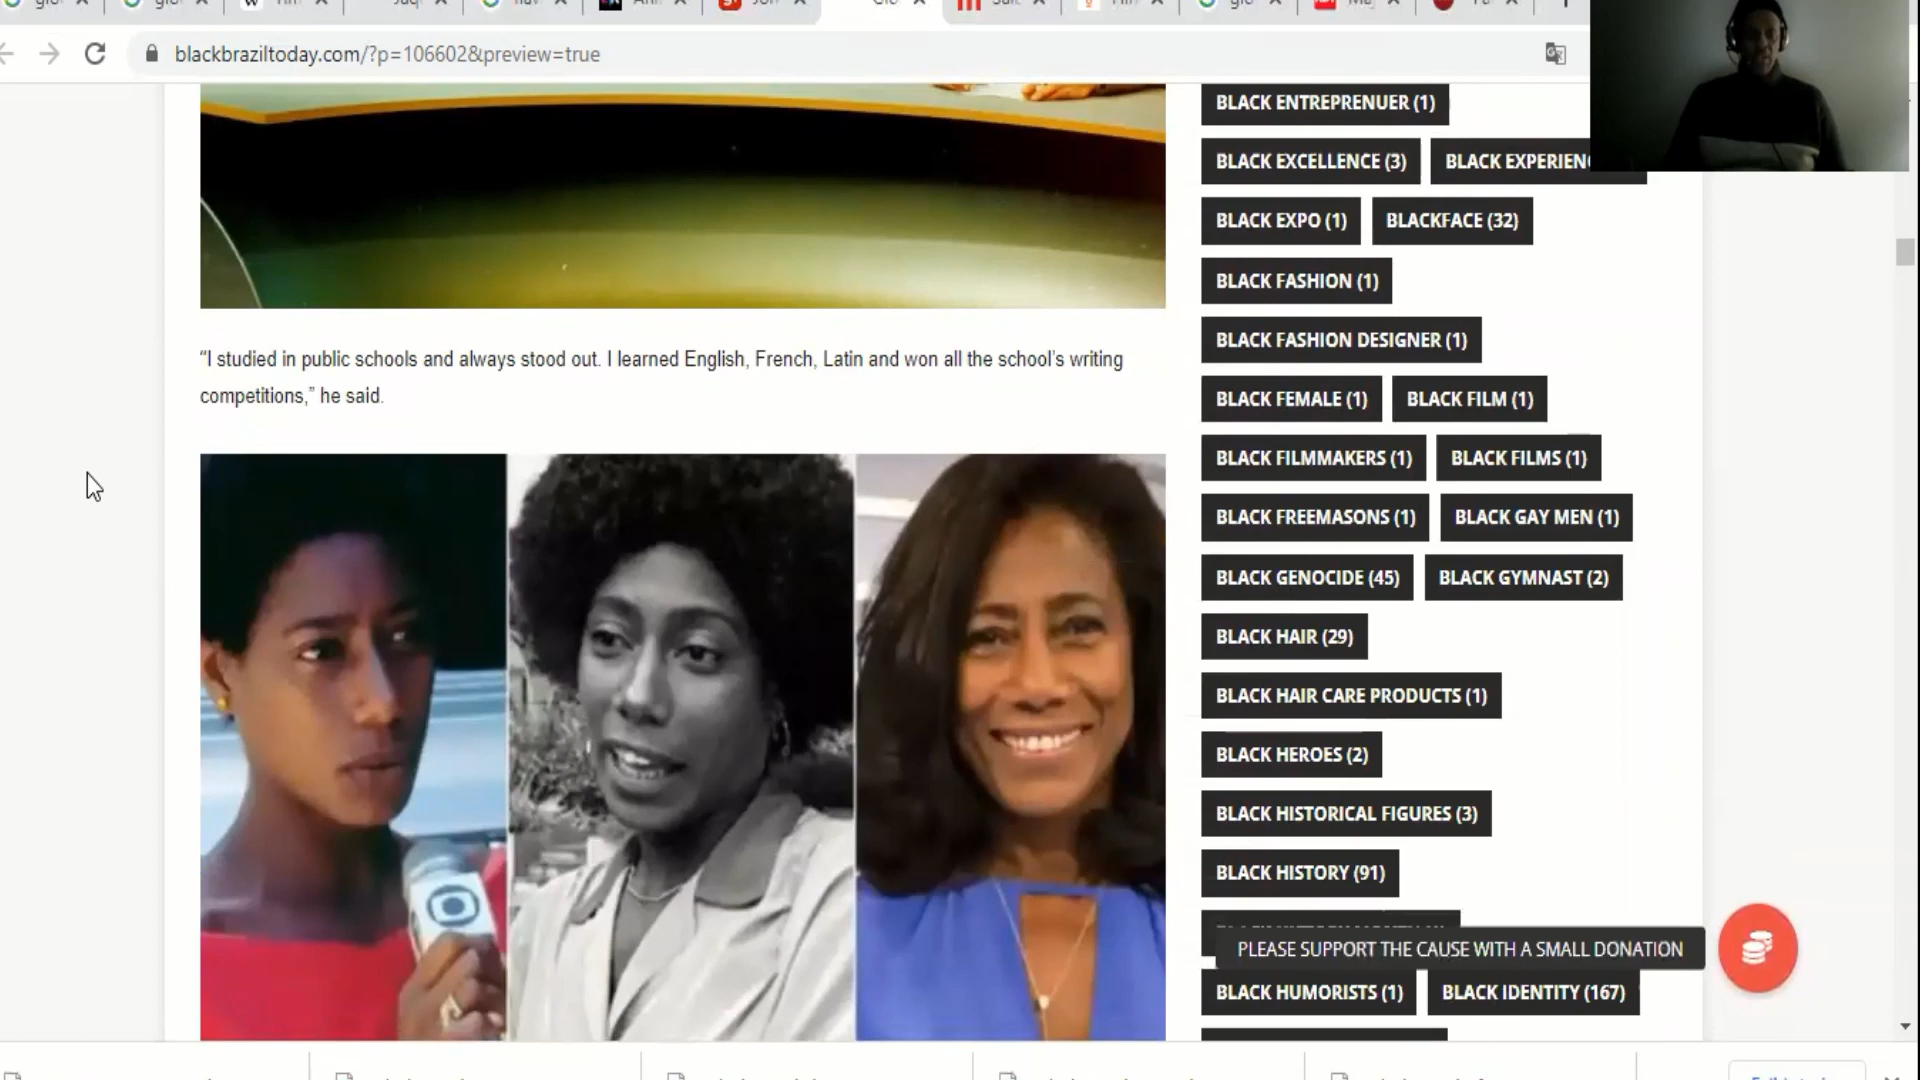 blackbraziltoday.com/?p=106602&preview=true
“I studied in public schools and always stood out. I learned English, French, Latin and won all the school’s writing
competitions,” he said.
BLACK ENTREPRENUER (1)
BLACK EXCELLENCE (3)
BLACK EXPO (1) BLACKFACE (32)
BLACK FASHION (1)
BLACK FASHION DESIGNER (1)
BLACK FEMALE (1) BLACK FILM (1)
BLACK FILMMAKERS (1) BLACK FILMS (1)
BLACK FREEMASONS (1) BLACK GAY MEN (1)
BLACK GENOCIDE (45) BLACK GYMNAST (2)
BLACK HAIR (29)
BLACK HAIR CARE PRODUCTS (1)
BLACK HEROES (2)
BLACK HISTORICAL FIGURES (3)
BLACK HISTORY (91)
PLEASE SUPPORT THE CAUSE WITH A SMALL DONATION
BLACK HUMORISTS (1) BLACK IDENTITY (167)